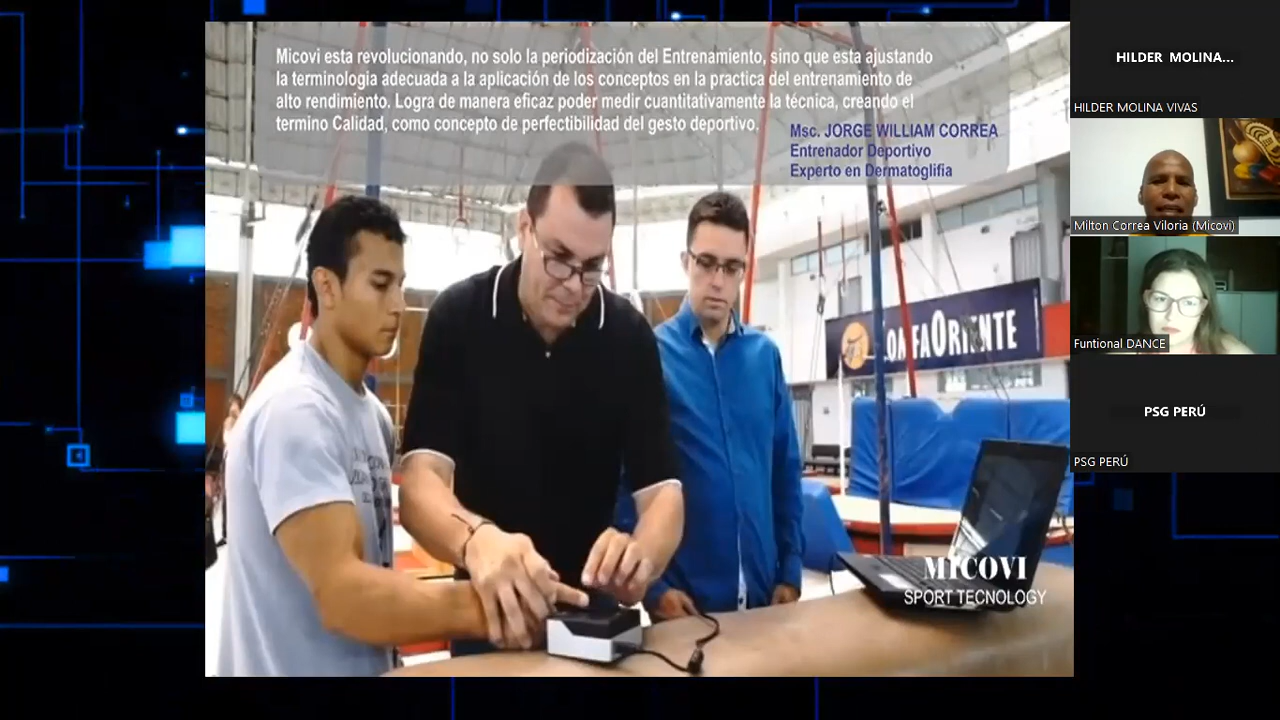 Micovi esta revolucionando, no solo la periodización del Entrenamiento, sino que esta ajustando
la terminologia adecuada a la aplicación de los conceptos en la practica del entrenamiento de
alto rendimiento. Logra de manera eficaz poder medir cuantitativamente la técnica, creando el
termino Calidad, como concepto de perfectibilidad del gesto deportivo.
Msc. JORGE WILLIAM CORREA
Entrenador Deportivo
Experto en Dermatoglifia
MICOVI
SPORT TECNOLOGY
HILDER MOLINA...
HILDER MOLINA VIVAS
Milton Correa Viloria (Micovi)
Funtional DANCE
PSG PERÚ
PSG PERÚ